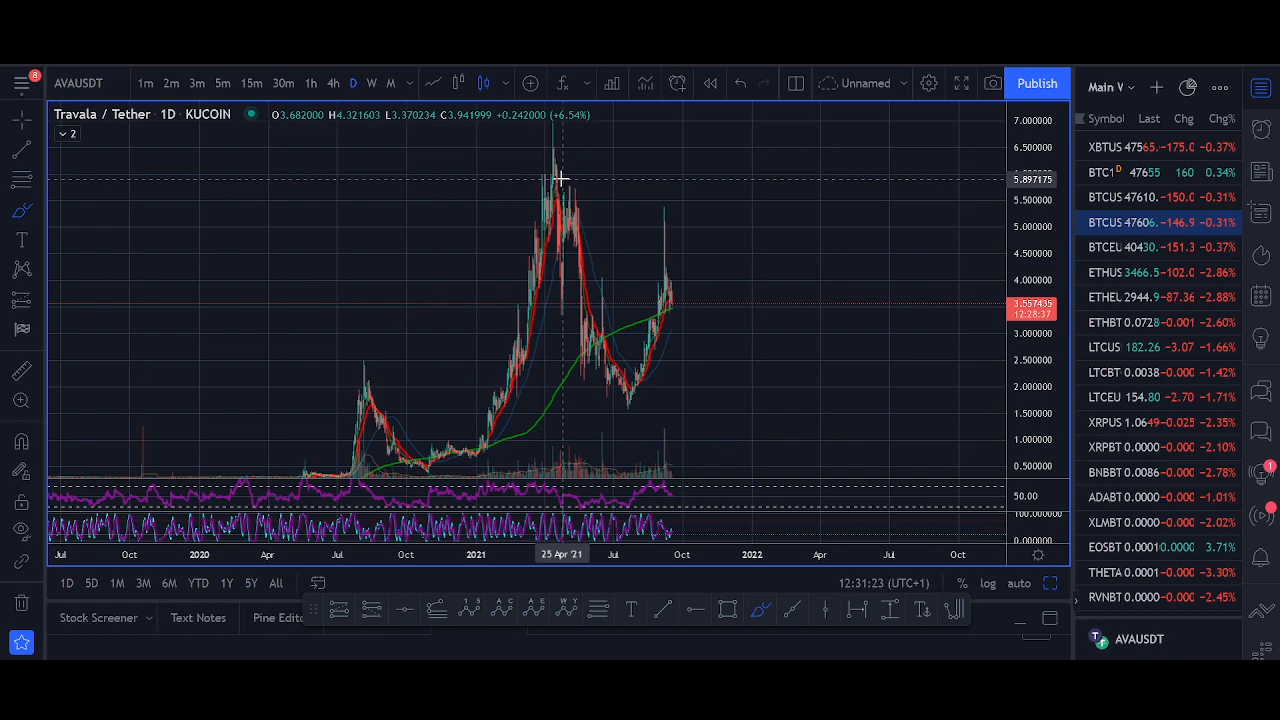 8
AVAUSDT 1m 2m 3m 5m 15m 30m 1h 4h D W M Unnamed Publish
Main W
Travala / Tether · 1D · KUCOIN O3.682000 H4.321603 L3.370234 C3.941999 +0.242000 (+6.54%)
2
7.000000
6.500000
5.897175
5.500000
5.000000
4.500000
4.000000
3.557435
12:28:37
3.000000
2.500000
2.000000
1.500000
1.000000
0.500000
50.00
100.000000
0.000000
Jul Oct 2020 Apr Jul Oct 2021 25 Apr '21 Jul Oct 2022 Apr Jul Oct
Symbol Last Chg Chg%
XBTUS 4765. −175.0 −0.37%
BTC1 D 47655 160 0.34%
BTCUS 47610. −150.0 −0.31%
BTCUS 47606. −146.9 −0.31%
BTCEU 40430. −151.3 −0.37%
ETHUS 3466.5 −102.0 −2.86%
ETHEL 2944.9 −87.36 −2.88%
ETHBT 0.0728 −0.001 −2.60%
LTCUS 182.26 −3.07 −1.66%
LTCBT 0.0038 −0.000 −1.42%
LTCEU 154.80 −2.70 −1.71%
XRPUS 1.0649 −0.025 −2.35%
XRPBT 0.0000 −0.000 −2.10%
BNBBT 0.0086 −0.000 −2.78%
ADABT 0.0000 −0.000 −1.01%
XLMBT 0.0000 −0.000 −2.02%
EOSBT 0.0001 0.0000 3.71%
THETA 0.0001 −0.000 −3.30%
RVNBT 0.0000 −0.000 −2.45%
1
1D 5D 1M 3M 6M YTD 1Y 5Y All 12:31:23 (UTC+1) % log auto
Stock Screener Text Notes Pine Edito
AVAUSDT